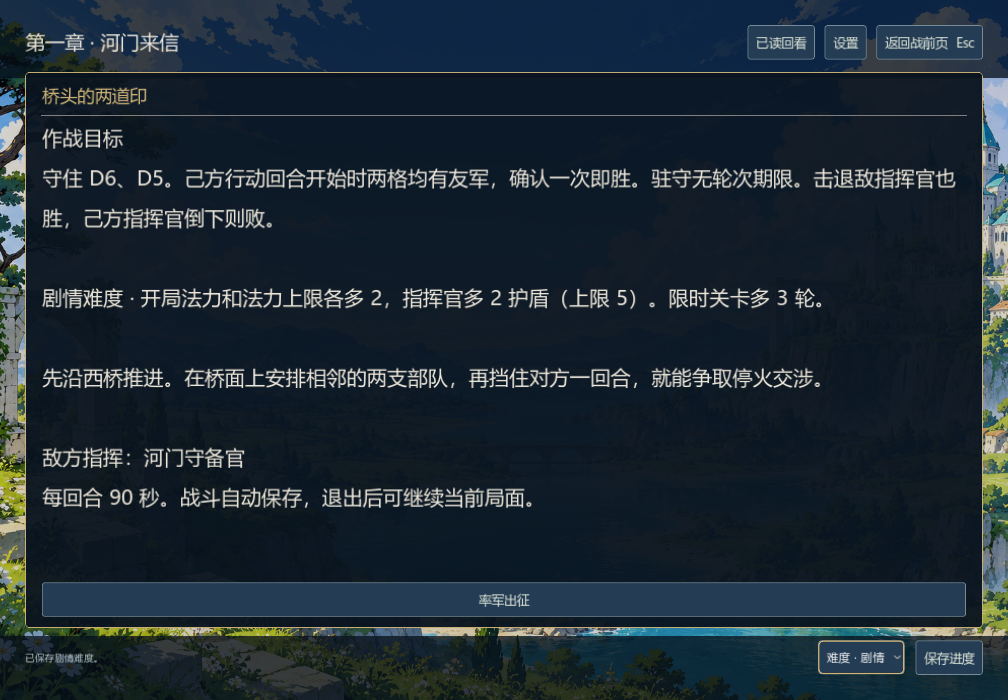 第一章 · 河门来信
已读回看
设置
返回战前页 Esc
桥头的两道印
作战目标
守住 D6、D5。己方行动回合开始时两格均有友军，确认一次即胜。驻守无轮次期限。击退敌指挥官也
胜，己方指挥官倒下则败。
剧情难度 · 开局法力和法力上限各多 2，指挥官多 2 护盾（上限 5）。限时关卡多 3 轮。
先沿西桥推进。在桥面上安排相邻的两支部队，再挡住对方一回合，就能争取停火交涉。
敌方指挥：河门守备官
每回合 90 秒。战斗自动保存，退出后可继续当前局面。
率军出征
已保存剧情难度。
难度 · 剧情
保存进度